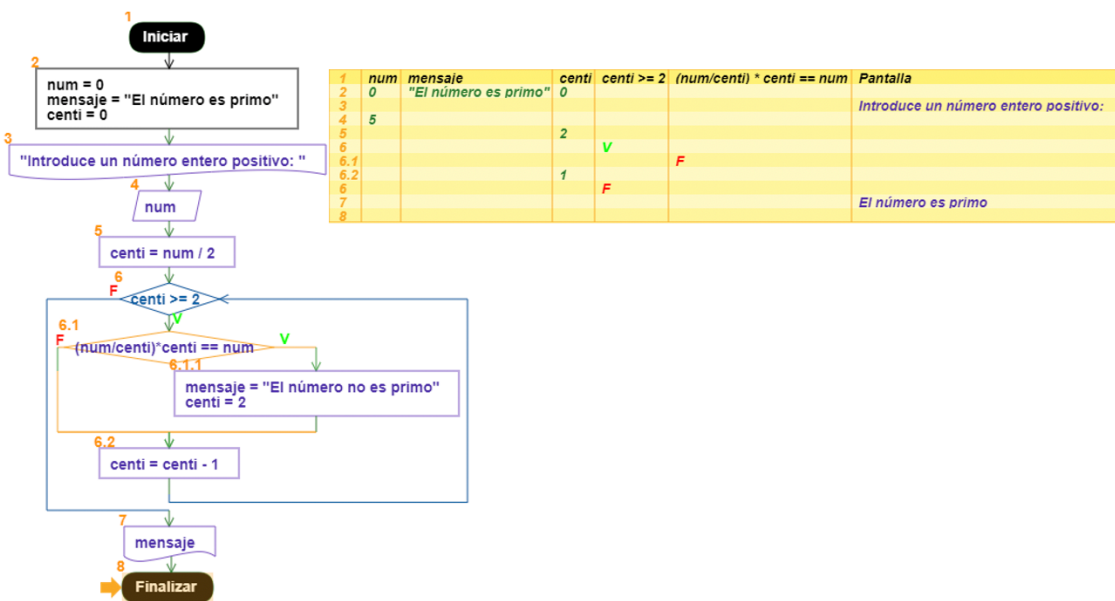 1
Iniciar
2
num = 0
mensaje = "El número es primo"
centi = 0
3
"Introduce un número entero positivo: "
4
num
5
centi = num / 2
6
F
centi >= 2
V
6.1
F
(num/centi)*centi == num
V
6.1.1
mensaje = "El número no es primo"
centi = 2
6.2
centi = centi - 1
7
mensaje
8
Finalizar
1 num mensaje centi centi >= 2 (num/centi) * centi == num Pantalla
2 0 "El número es primo" 0
3 Introduce un número entero positivo:
4 5
5 2
6 V
6.1 F
6.2 1
6 F
7 El número es primo
8